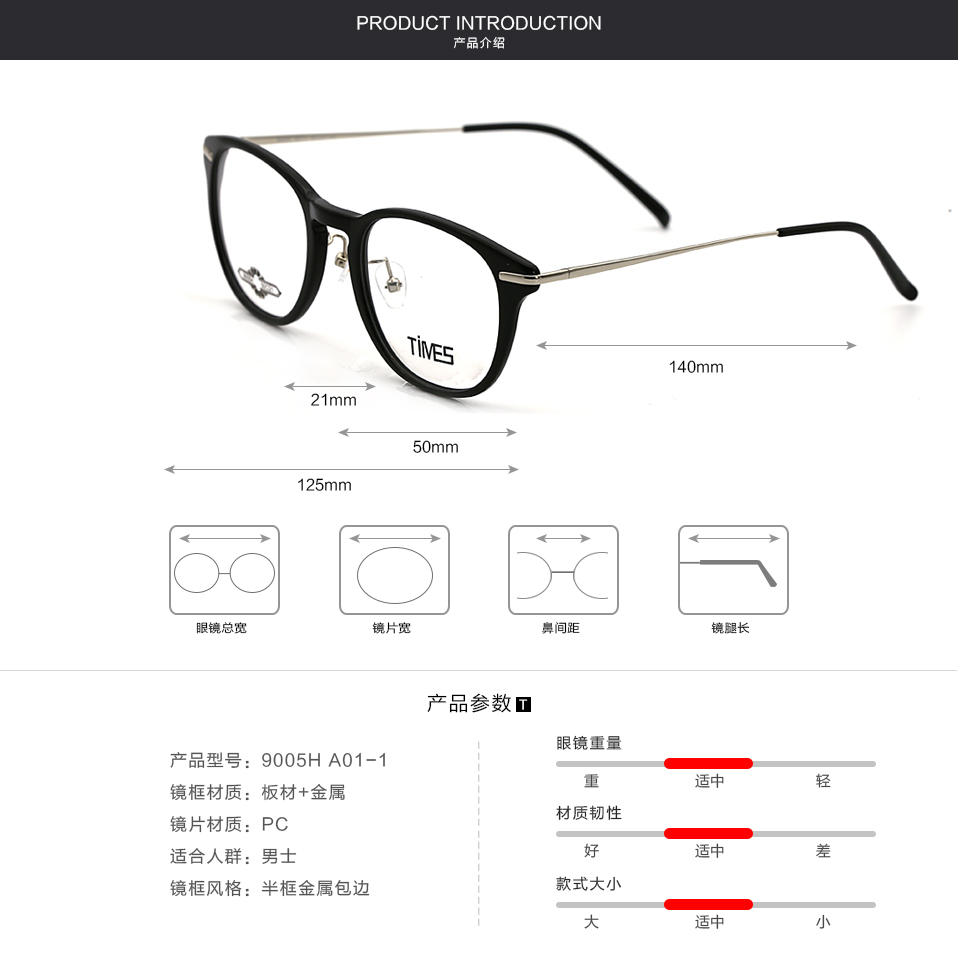 PRODUCT INTRODUCTION
产品介绍
TiMES
140mm
21mm
50mm
125mm
眼镜总宽
镜片宽
鼻间距
镜腿长
产品参数 T
产品型号：9005H A01-1
镜框材质：板材+金属
镜片材质：PC
适合人群：男士
镜框风格：半框金属包边
眼镜重量
重 适中 轻
材质韧性
好 适中 差
款式大小
大 适中 小